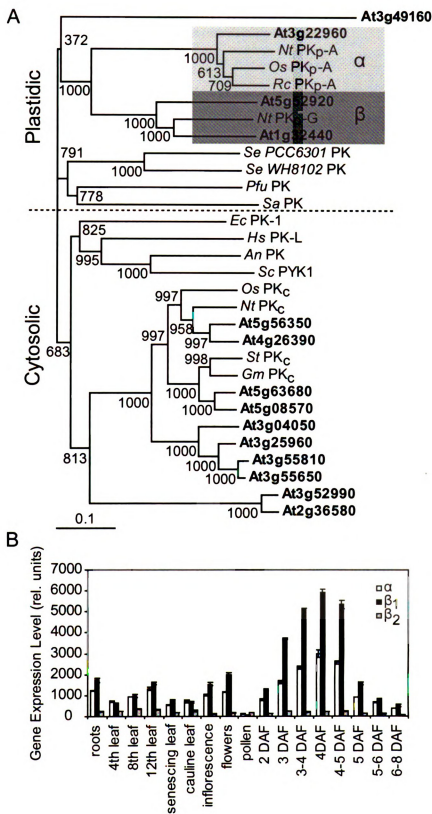 A
At3g49160
372
At3g22960
1000
Nt PKp-A
613
Os PKp-A
α
709
Rc PKp-A
1000
At5g52920
β
1000
At1g32440
Plastidic
791
Se PCC6301 PK
1000
Se WH8102 PK
Pfu PK
778
Sa PK
Ec PK-1
825
Hs PK-L
995
An PK
1000
Sc PYK1
Cytosolic
Os PKc
997
Nt PKc
958
At5g56350
997
997
At4g26390
998
St PKc
Gm PKc
683
1000
At5g63680
1000
At5g08570
At3g04050
1000
At3g25960
1000
At3g55810
1000
At3g55650
813
At3g52990
1000
At2g36580
0.1
B
Gene Expression Level (rel. units)
7000
6000
5000
4000
3000
2000
1000
0
α
β1
β2
roots
4th leaf
8th leaf
12th leaf
senescing leaf
cauline leaf
inflorescence
flowers
pollen
2 DAF
3 DAF
3-4 DAF
4DAF
4-5 DAF
5 DAF
5-6 DAF
6-8 DAF